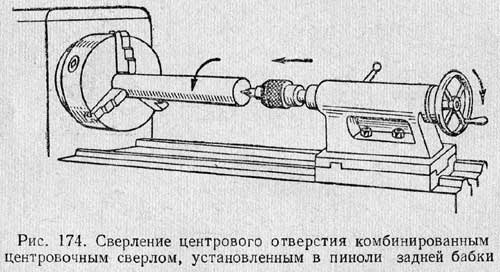 Рис. 174. Сверление центрового отверстия комбинированным
центровочным сверлом, установленным в пиноли задней бабки